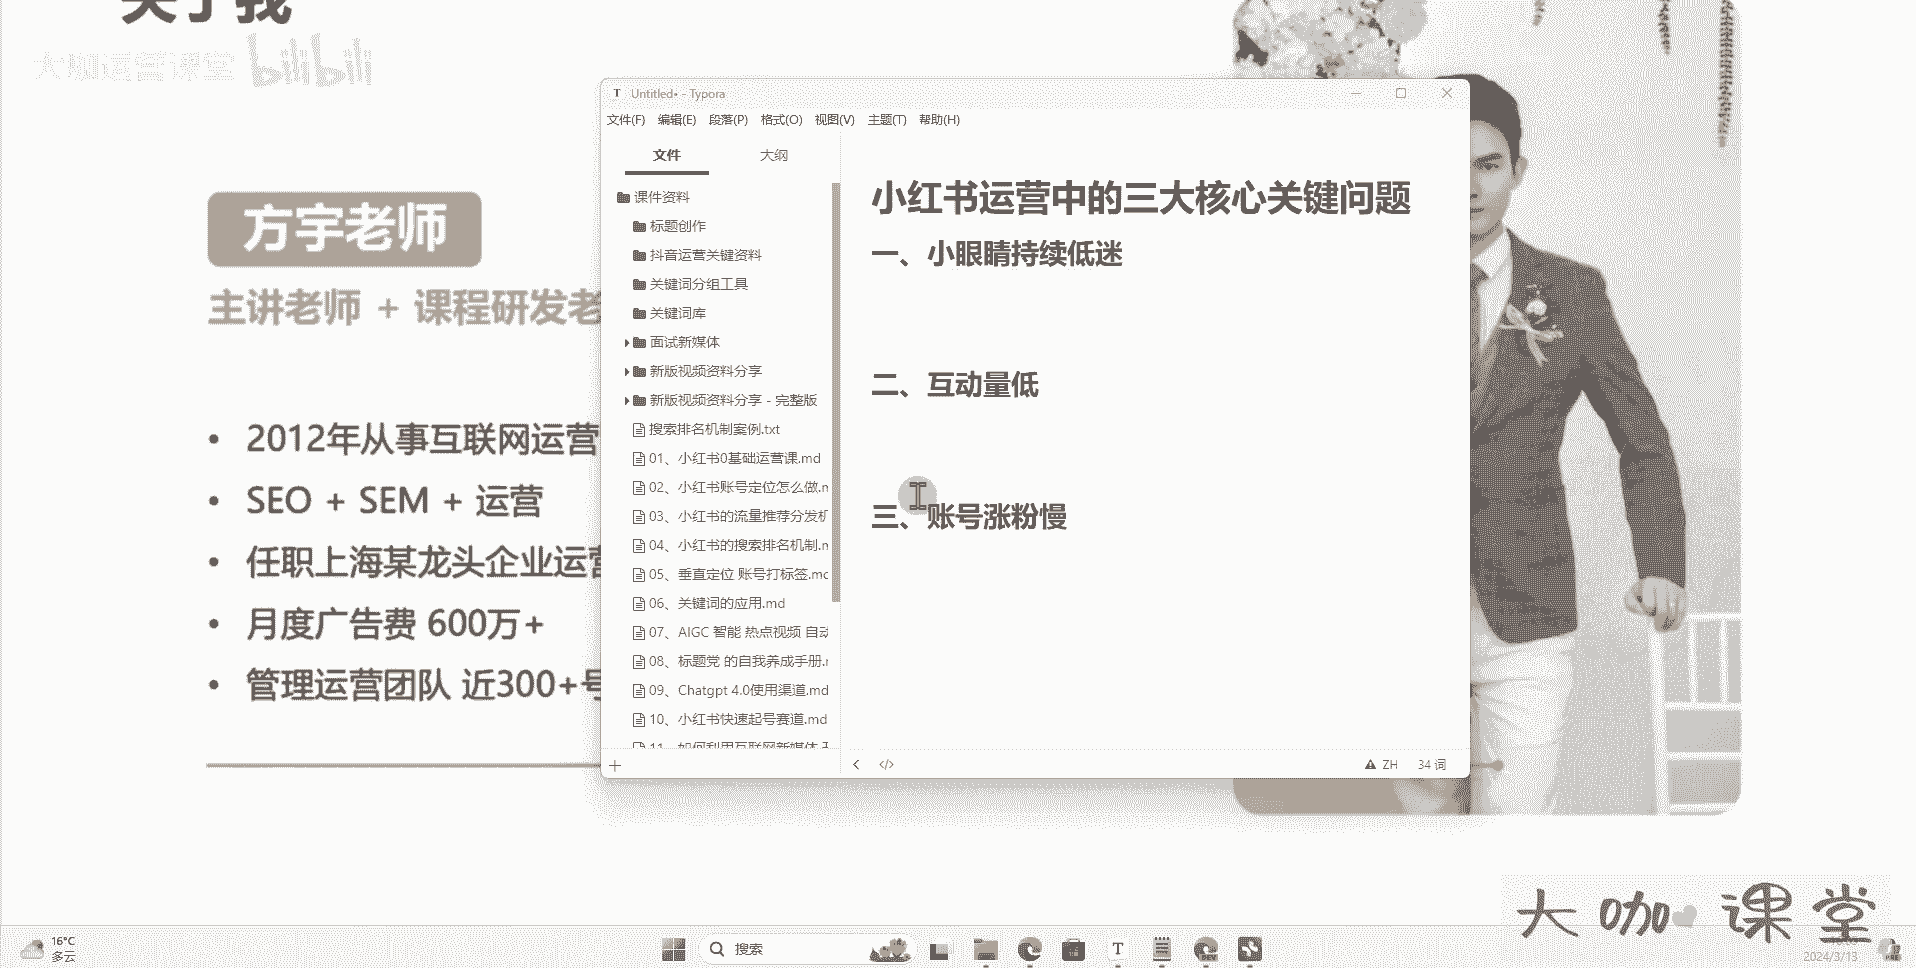 关于我
大咖运营课堂 bilibili
方宇老师
主讲老师 + 课程研发老
• 2012年从事互联网运营
• SEO + SEM + 运营
• 任职上海某龙头企业运营
• 月度广告费 600万+
• 管理运营团队 近300+号
Untitled• - Typora
文件(F) 编辑(E) 段落(P) 格式(O) 视图(V) 主题(T) 帮助(H)
文件 大纲
课件资料
标题创作
抖音运营关键资料
关键词分组工具
关键词库
面试新媒体
新版视频资料分享
新版视频资料分享 - 完整版
搜索排名机制案例.txt
01、小红书0基础运营课.md
02、小红书账号定位怎么做.m
03、小红书的流量推荐分发机
04、小红书的搜索排名机制.m
05、垂直定位 账号打标签.md
06、关键词的应用.md
07、AIGC 智能 热点视频 自动
08、标题党 的自我养成手册.m
09、Chatgpt 4.0使用渠道.md
10、小红书快速起号赛道.md
11、如何利用互联网新媒体
小红书运营中的三大核心关键问题
一、小眼睛持续低迷
二、互动量低
三、账号涨粉慢
ZH 34 词
大咖课堂
16°C
多云
搜索
2024/3/13